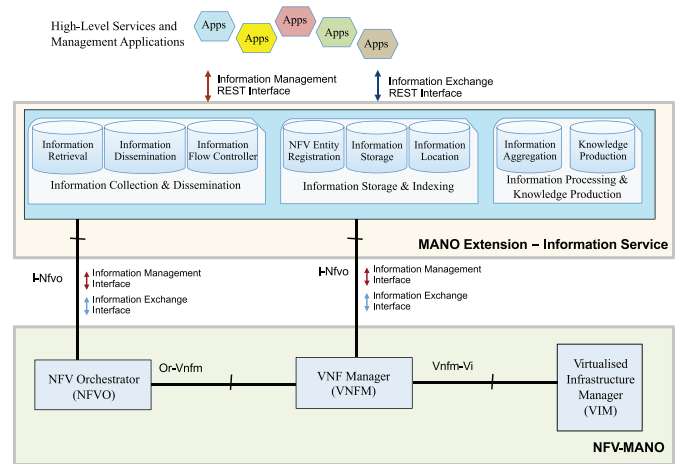 High-Level Services and
Management Applications
Apps
Apps
Apps
Apps
Apps
Information Management
REST Interface
Information Exchange
REST Interface
Information
Retrieval
Information
Dissemination
Information
Flow Controller
Information Collection & Dissemination
NFV Entity
Registration
Information
Storage
Information
Location
Information Storage & Indexing
Information
Aggregation
Knowledge
Production
Information Processing &
Knowledge Production
MANO Extension – Information Service
I-Nfvo
Information Management
Interface
Information Exchange
Interface
I-Nfvo
Information Management
Interface
Information Exchange
Interface
NFV Orchestrator
(NFVO)
Or-Vnfm
VNF Manager
(VNFM)
Vnfm-Vi
Virtualised
Infrastructure
Manager
(VIM)
NFV-MANO